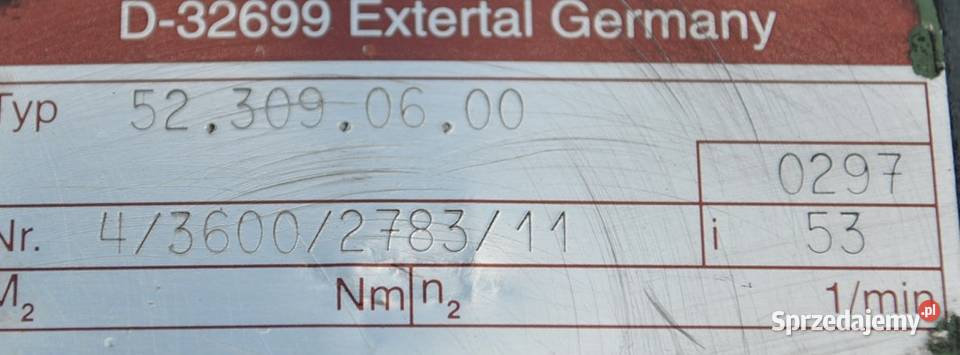 D-32699 Extertal Germany
Typ 52.309.06.00
0297
Nr. 4/3600/2783/11 i 53
M2 Nm n2 1/min
Sprzedajemy.pl